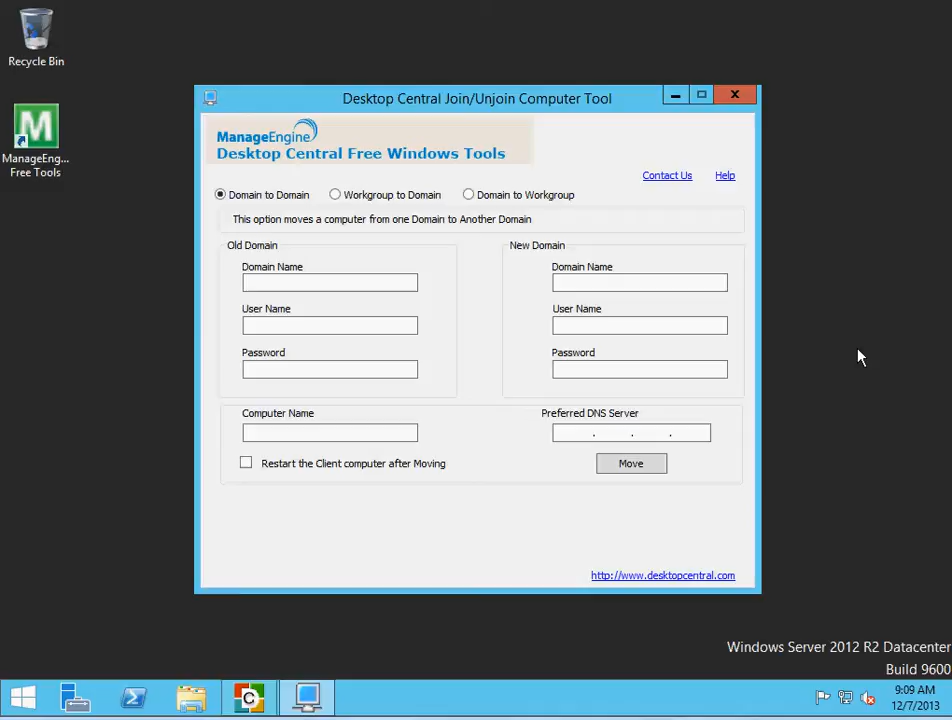 Recycle Bin
ManageEng...
Free Tools
Desktop Central Join/Unjoin Computer Tool
ManageEngine
Desktop Central Free Windows Tools
Contact Us Help
Domain to Domain Workgroup to Domain Domain to Workgroup
This option moves a computer from one Domain to Another Domain
Old Domain New Domain
Domain Name Domain Name
User Name User Name
Password Password
Computer Name Preferred DNS Server
. . .
Restart the Client computer after Moving Move
http://www.desktopcentral.com
Windows Server 2012 R2 Datacenter
Build 9600
9:09 AM
12/7/2013